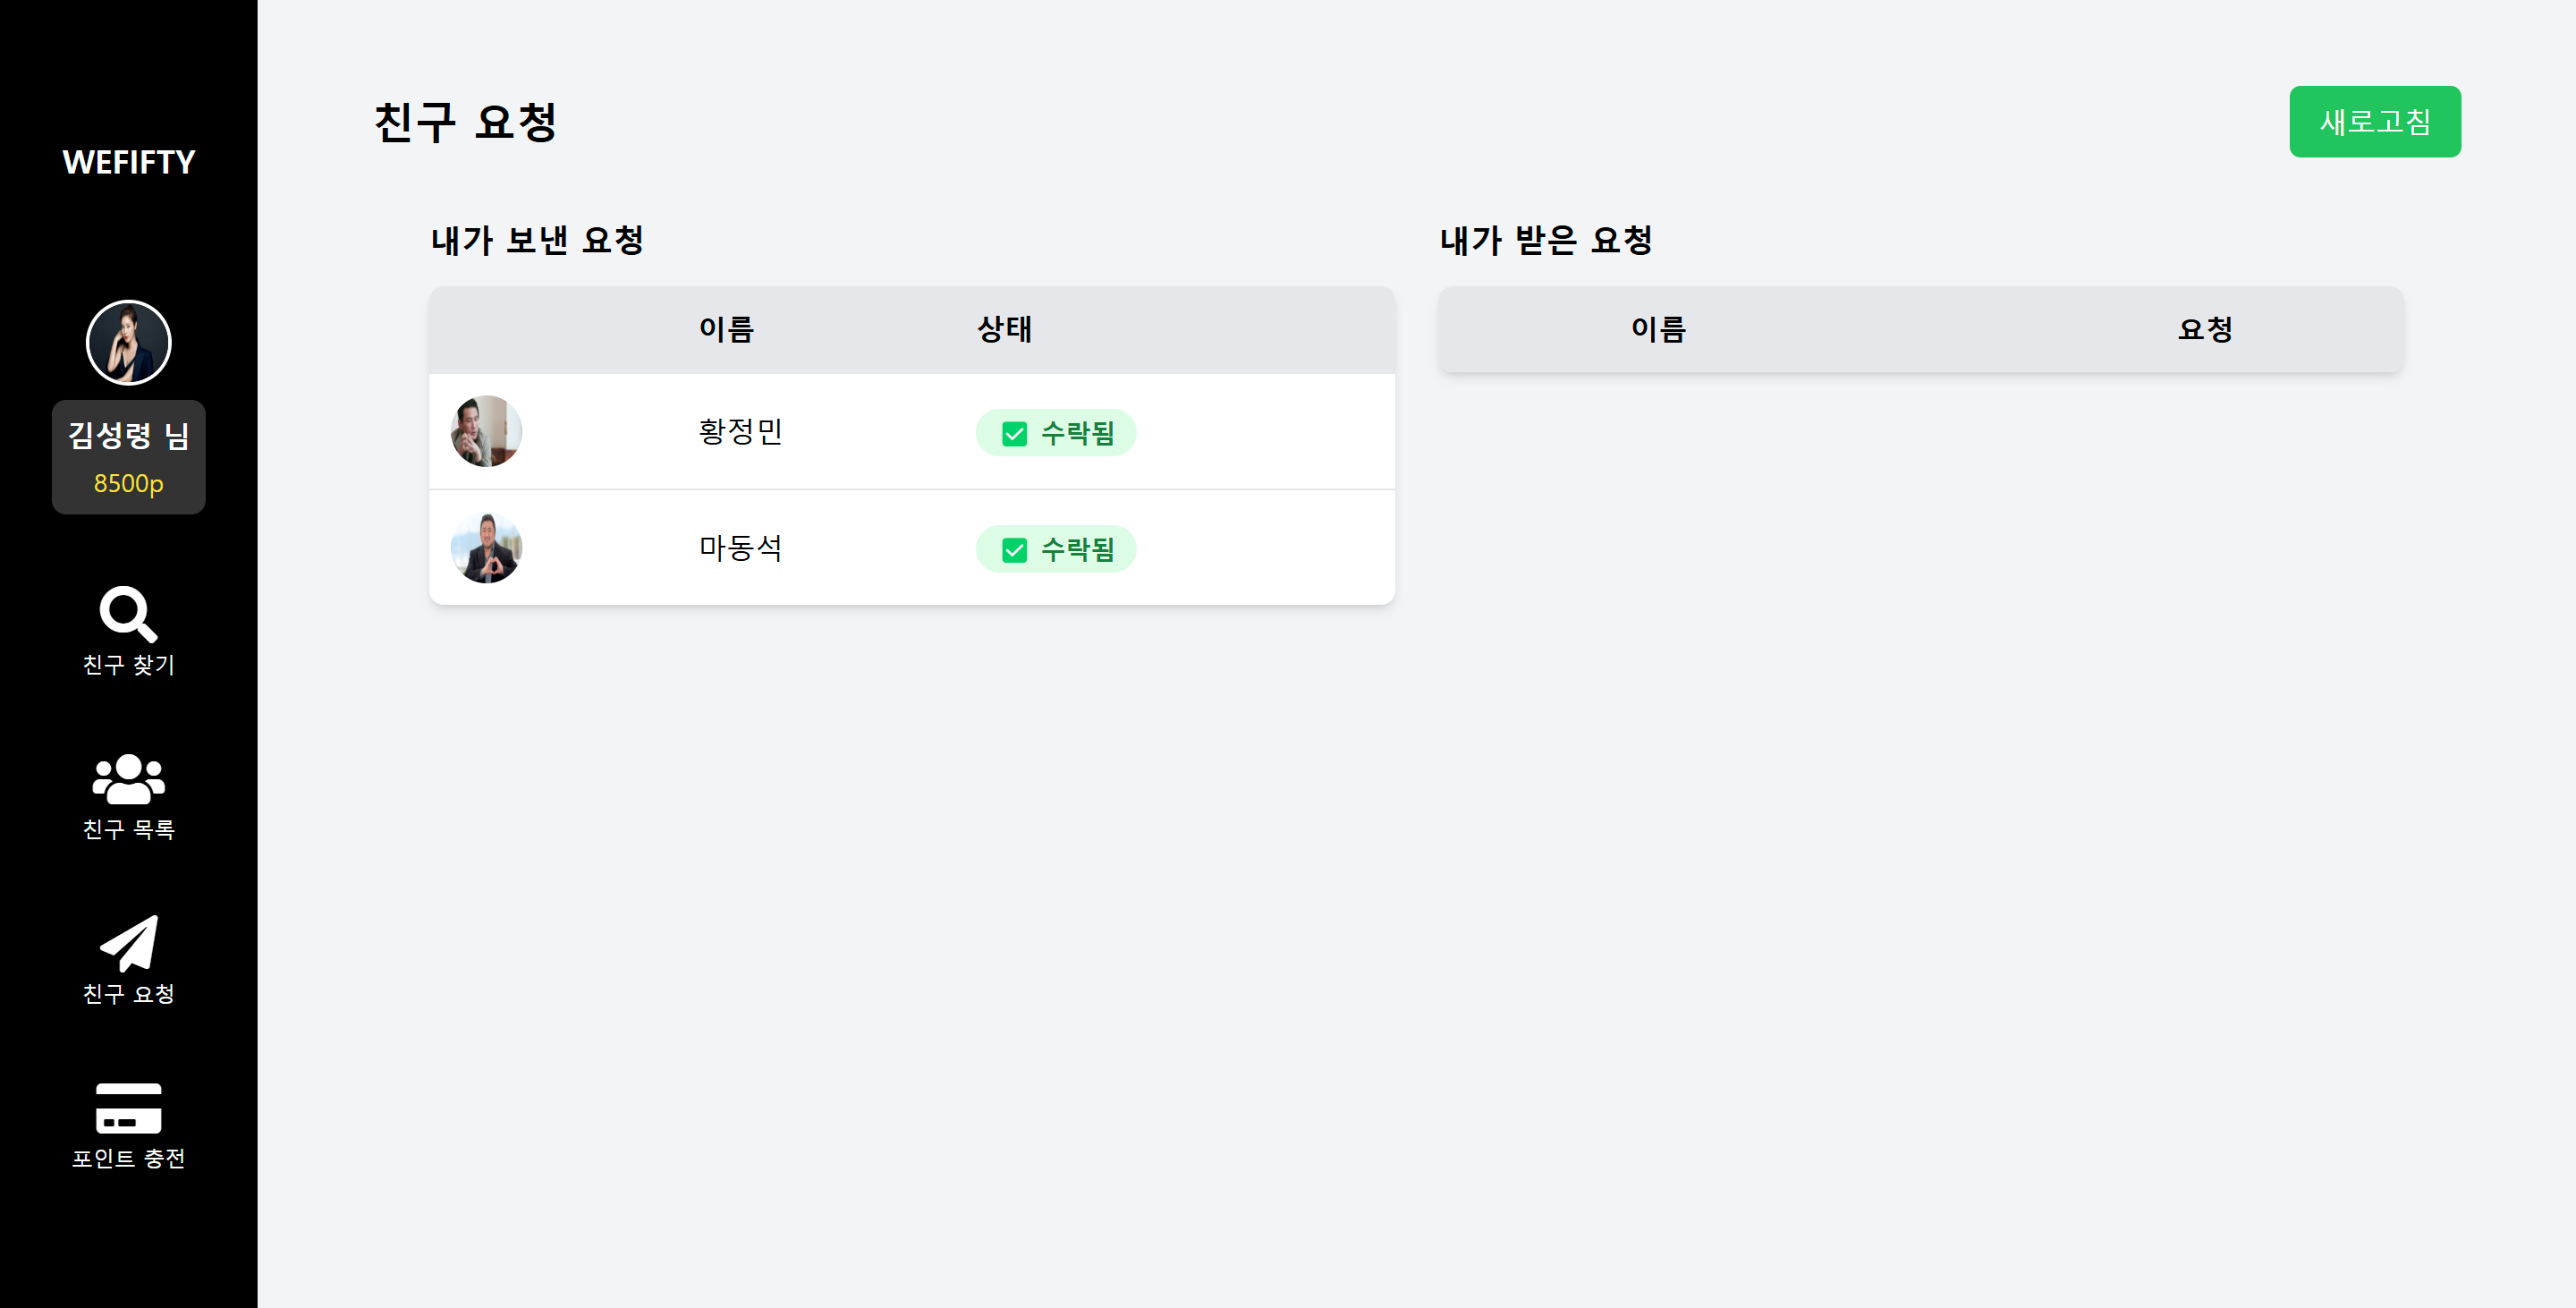 WEFIFTY
김성령 님
8500p
친구 찾기
친구 목록
친구 요청
포인트 충전
친구 요청
새로고침
내가 보낸 요청
이름 상태
황정민 수락됨
마동석 수락됨
내가 받은 요청
이름 요청